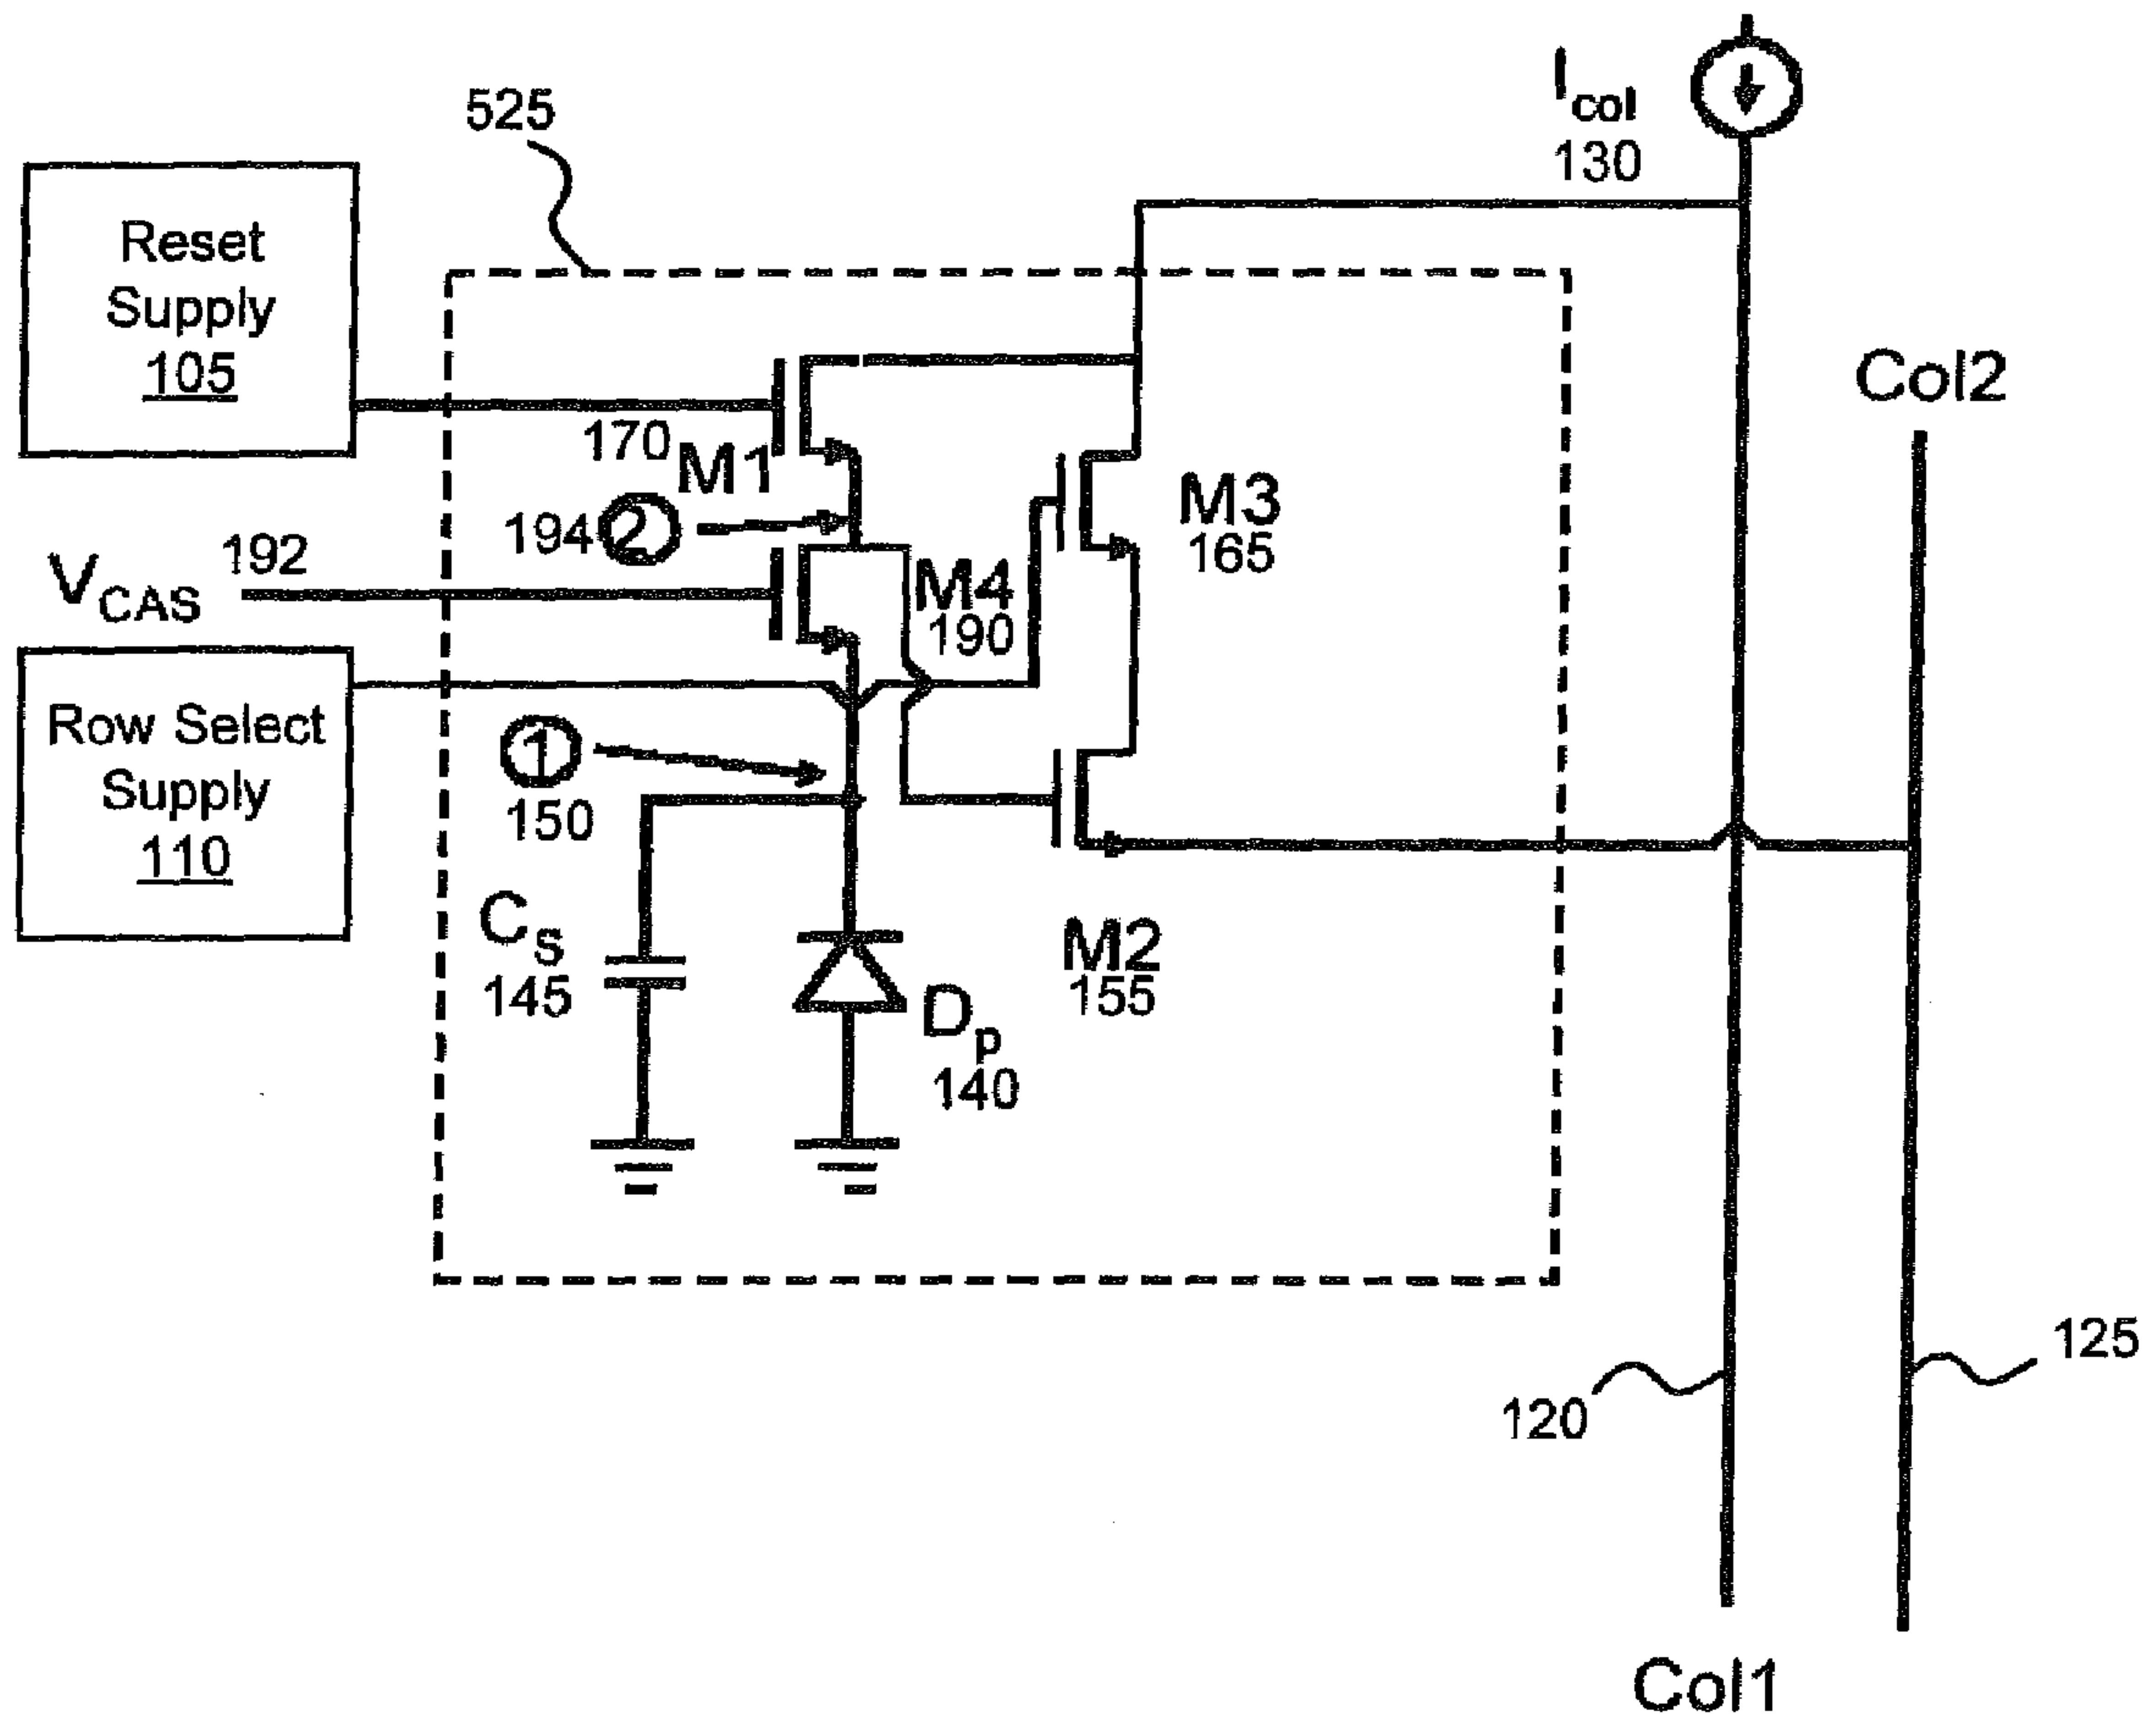 I col
130
525
Reset
Supply
105
Col2
170
M1
M3
165
194 2
192
V CAS
M4
190
Row Select
Supply
110
1
150
C S
145
M2
155
D p
140
125
120
Col1